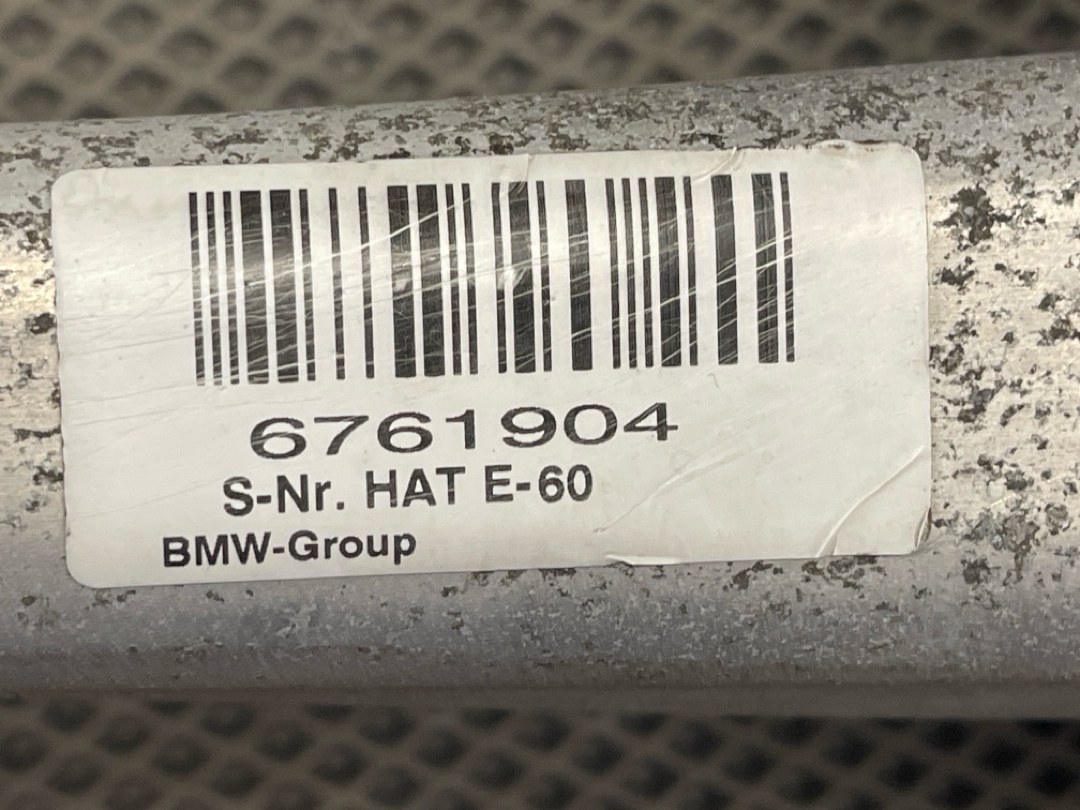 6761904
S-Nr. HAT E-60
BMW-Group